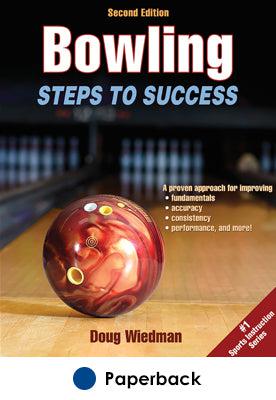 Second Edition
Bowling
STEPS TO SUCCESS
A proven approach for improving
• fundamentals
• accuracy
• consistency
• performance, and more!
Doug Wiedman
#1
Sports Instruction
Series
Paperback